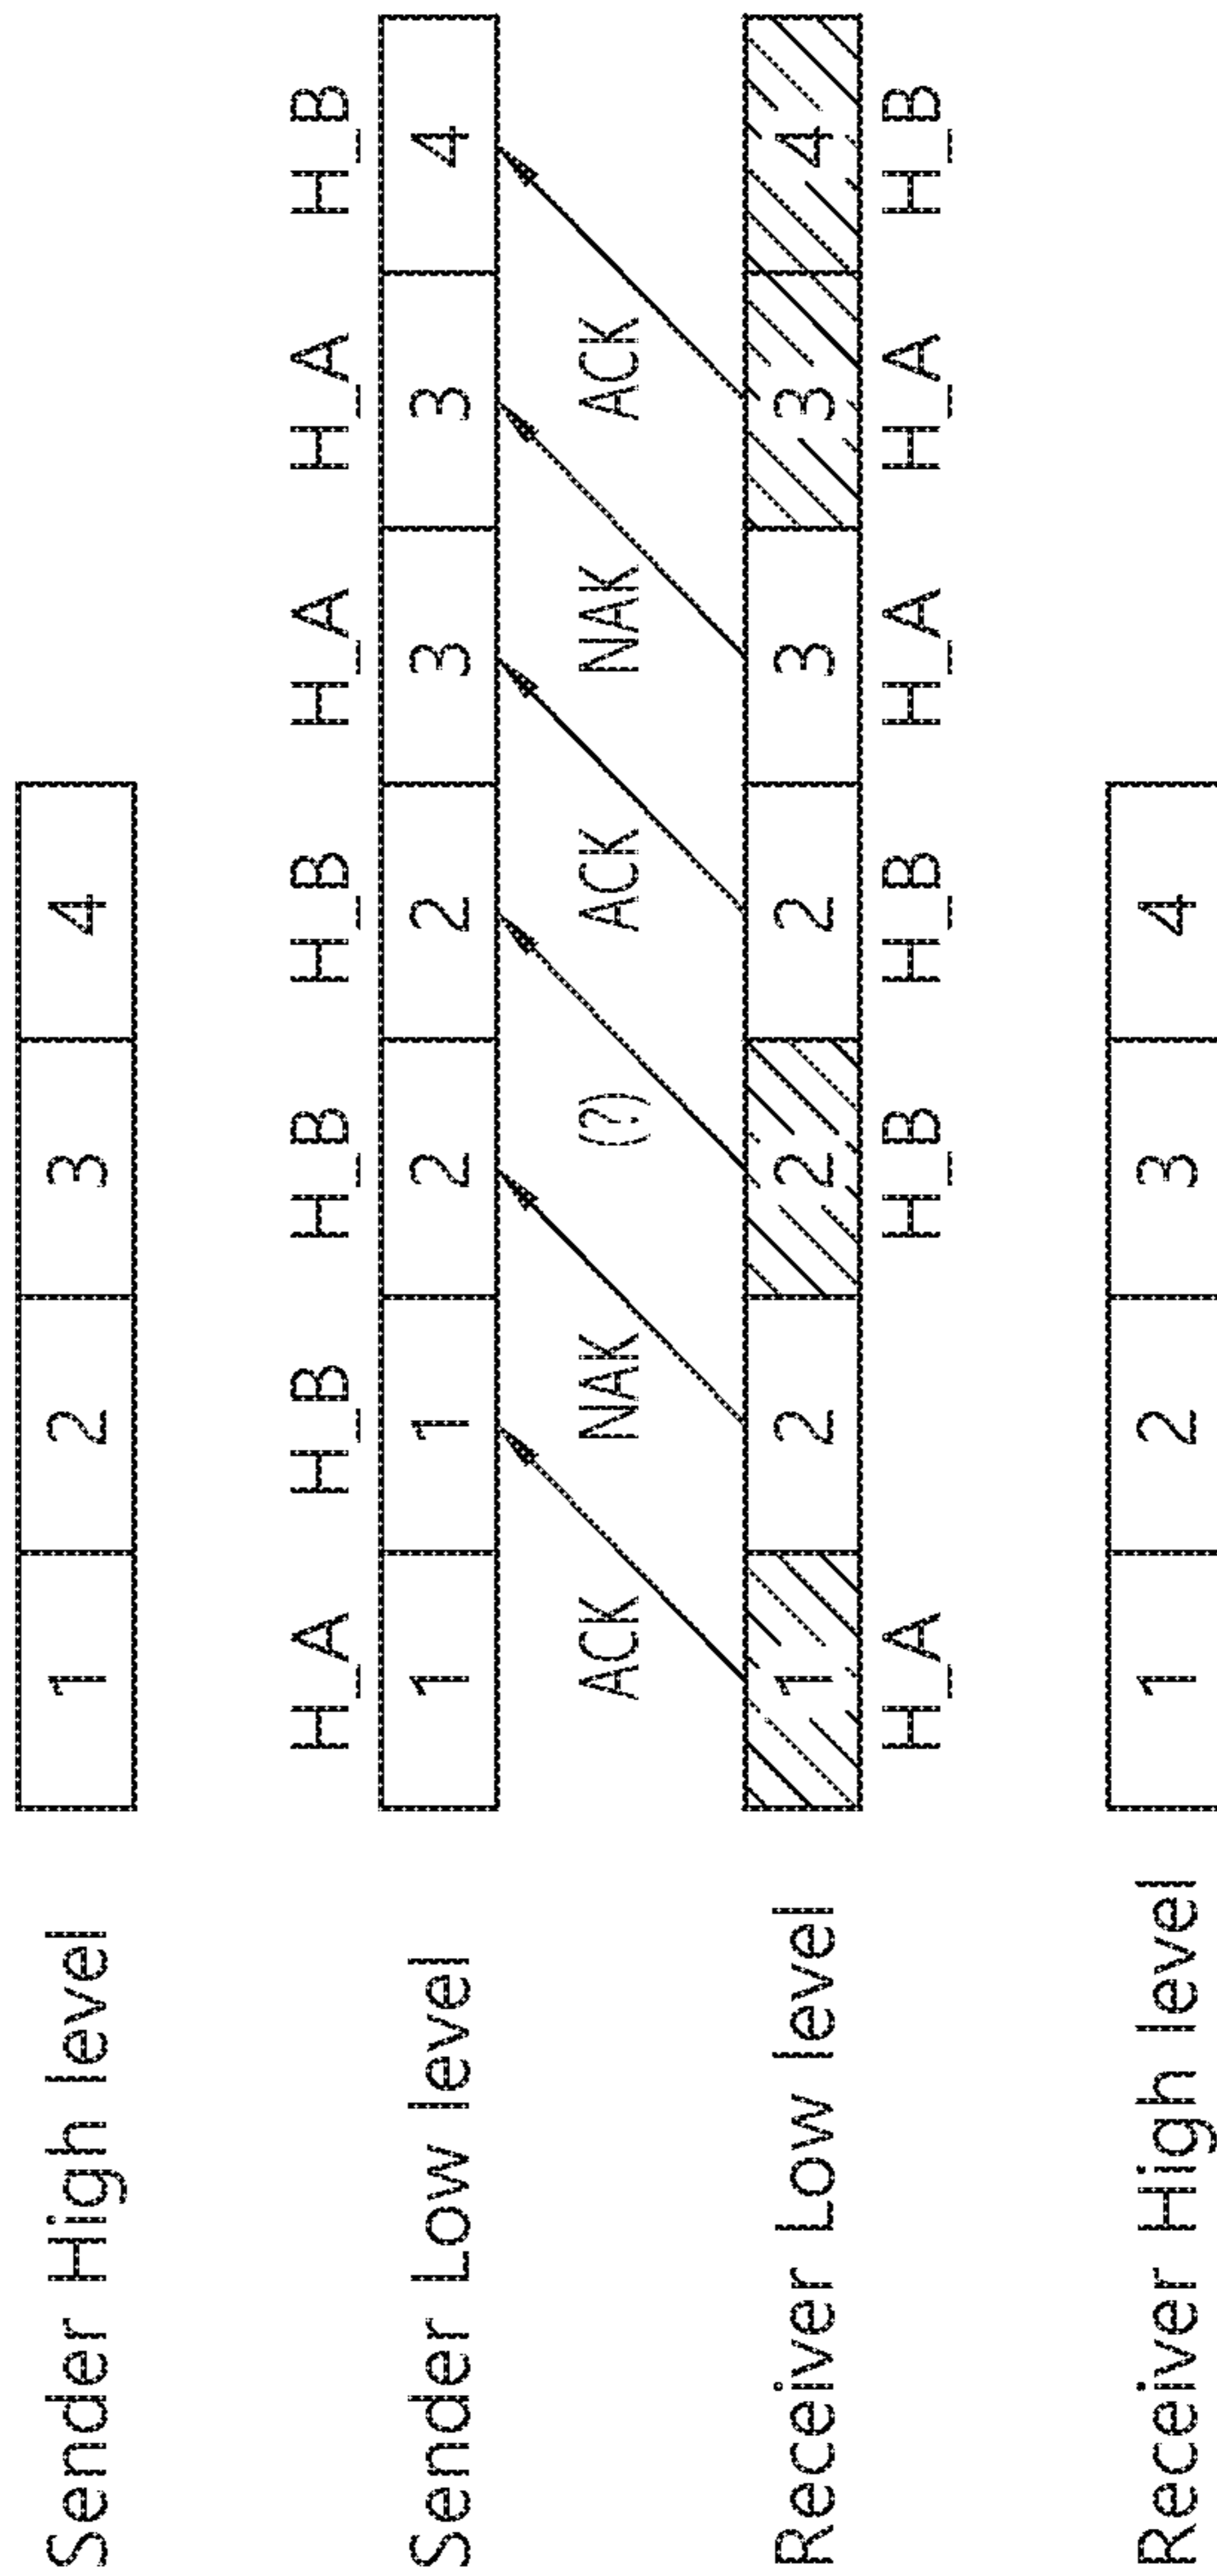 Sender High level 1 2 3 4
H_A H_B H_B H_B H_A H_A H_B
Sender Low level 1 1 2 2 3 3 4
ACK NAK (?) ACK NAK ACK
Receiver Low level 1 2 2 2 3 3 4
H_A H_B H_B H_A H_A H_B
Receiver High level 1 2 3 4